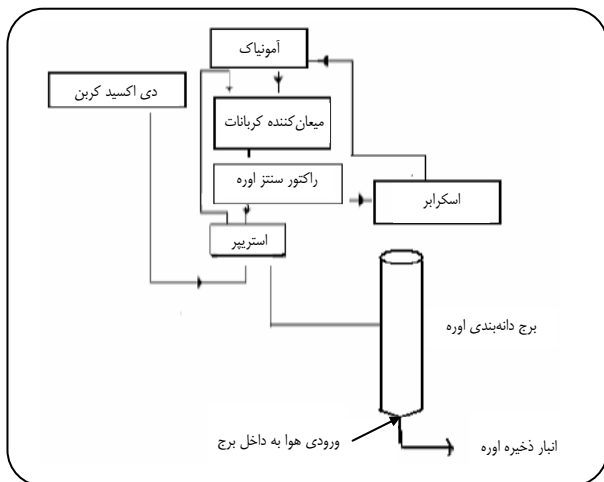 آمونیاک
دی اکسید کربن
میعان‌کننده کربانات
راکتور سنتز اوره
اسکرابر
استریپر
برج دانه‌بندی اوره
ورودی هوا به داخل برج
انبار ذخیره اوره